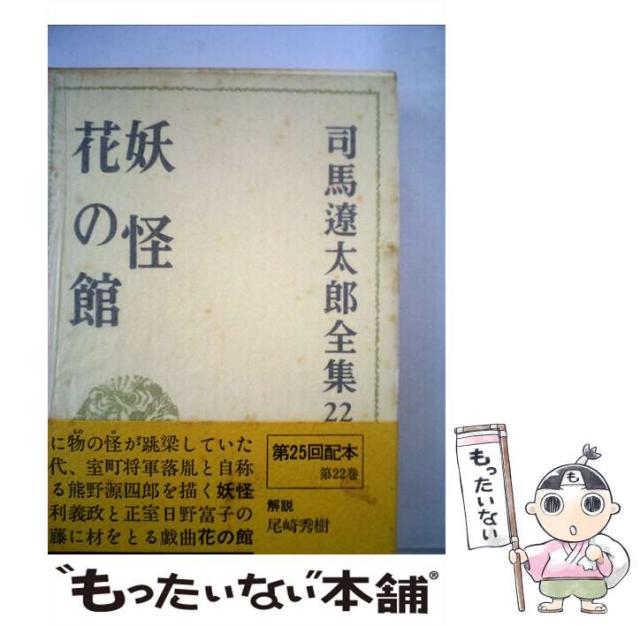 司馬遼太郎全集22
妖怪
花の館
第25回配本
第22巻
解説
尾崎秀樹
に物の怪が跳梁していた
代、室町将軍落胤と自称
る熊野源四郎を描く妖怪
利義政と正室日野富子の
藤に材をとる戯曲花の館
もったいない
"もったいない"本舗®